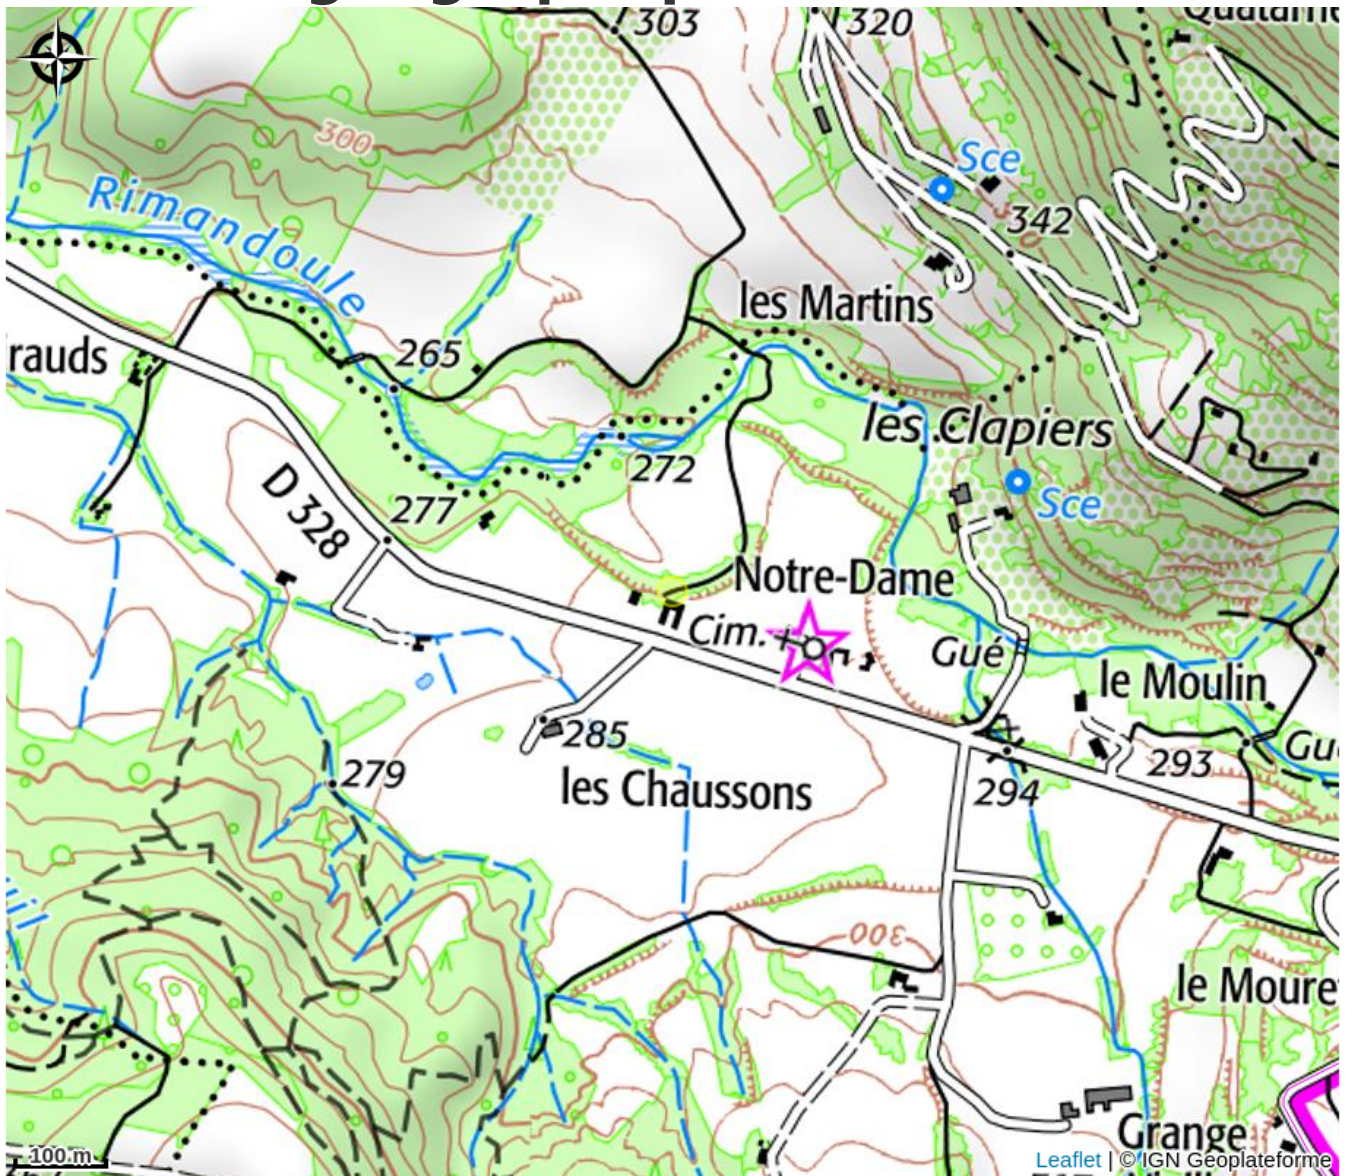 303
320
300
Sce
342
Rimandoule
les Martins
rauds
265
les Clapiers
272
Sce
277
D 328
Notre-Dame
Cim.
Gué
le Moulin
285
279
les Chaussons
293
294
300
le Moure
Grange
100 m
Leaflet | © IGN Geoplateforme